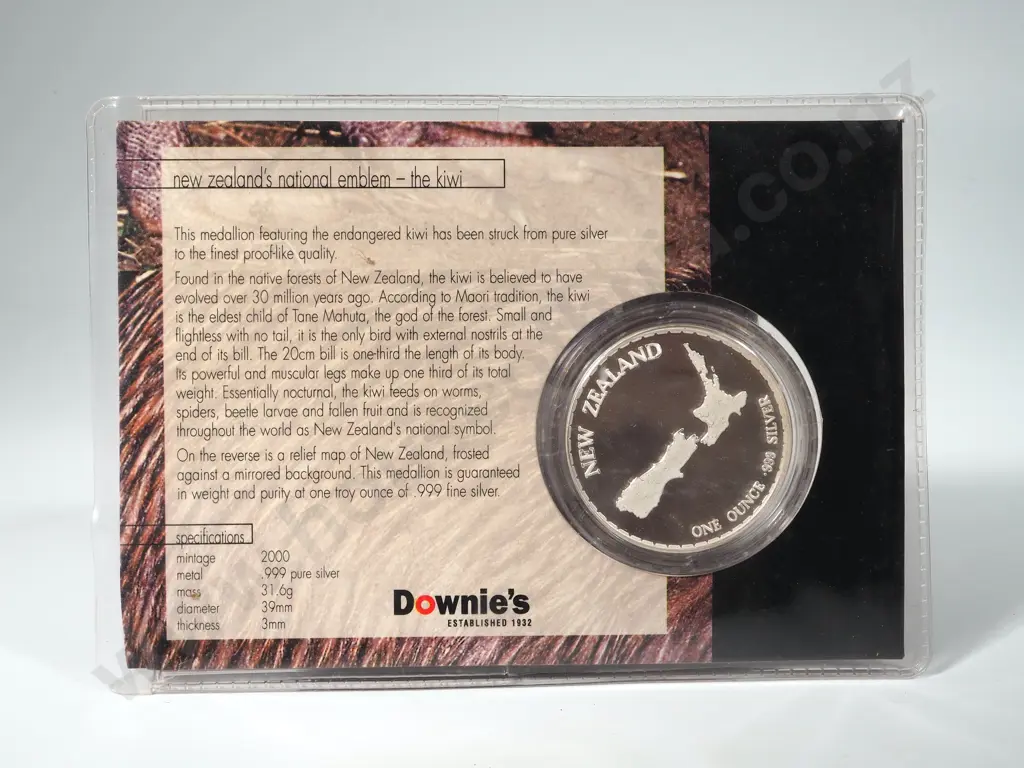 new zealand's national emblem – the kiwi
This medallion featuring the endangered kiwi has been struck from pure silver
to the finest proof-like quality.
Found in the native forests of New Zealand, the kiwi is believed to have
evolved over 30 million years ago. According to Maori tradition, the kiwi
is the eldest child of Tane Mahuta, the god of the forest. Small and
flightless with no tail, it is the only bird with external nostrils at the
end of its bill. The 20cm bill is one-third the length of its body.
Its powerful and muscular legs make up one third of its total
weight. Essentially nocturnal, the kiwi feeds on worms,
spiders, beetle larvae and fallen fruit and is recognized
throughout the world as New Zealand's national symbol.
On the reverse is a relief map of New Zealand, frosted
against a mirrored background. This medallion is guaranteed
in weight and purity at one troy ounce of .999 fine silver.
specifications
mintage 2000
metal .999 pure silver
mass 31.6g
diameter 39mm
thickness 3mm
Downie's
ESTABLISHED 1932
NEW ZEALAND
ONE OUNCE .999 SILVER